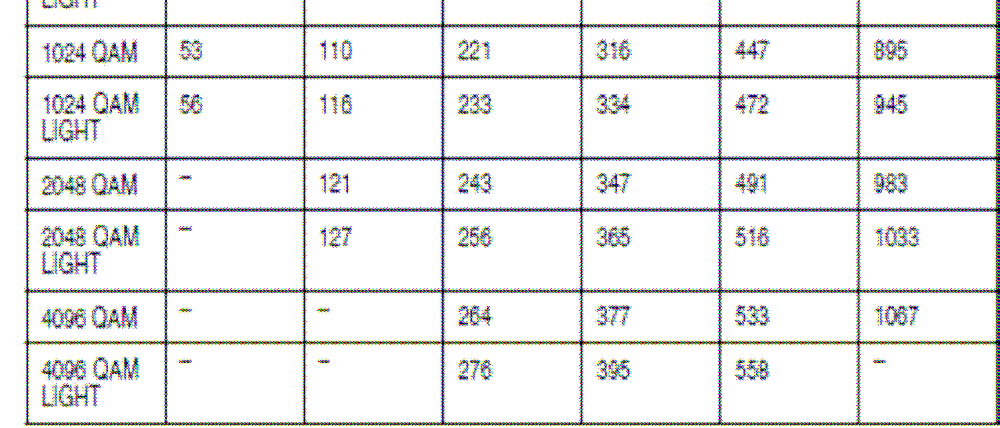 LIGHT
1024 QAM 53 110 221 316 447 895
1024 QAM 56 116 233 334 472 945
LIGHT
2048 QAM - 121 243 347 491 983
2048 QAM - 127 256 365 516 1033
LIGHT
4096 QAM - - 264 377 533 1067
4096 QAM - - 276 395 558 -
LIGHT